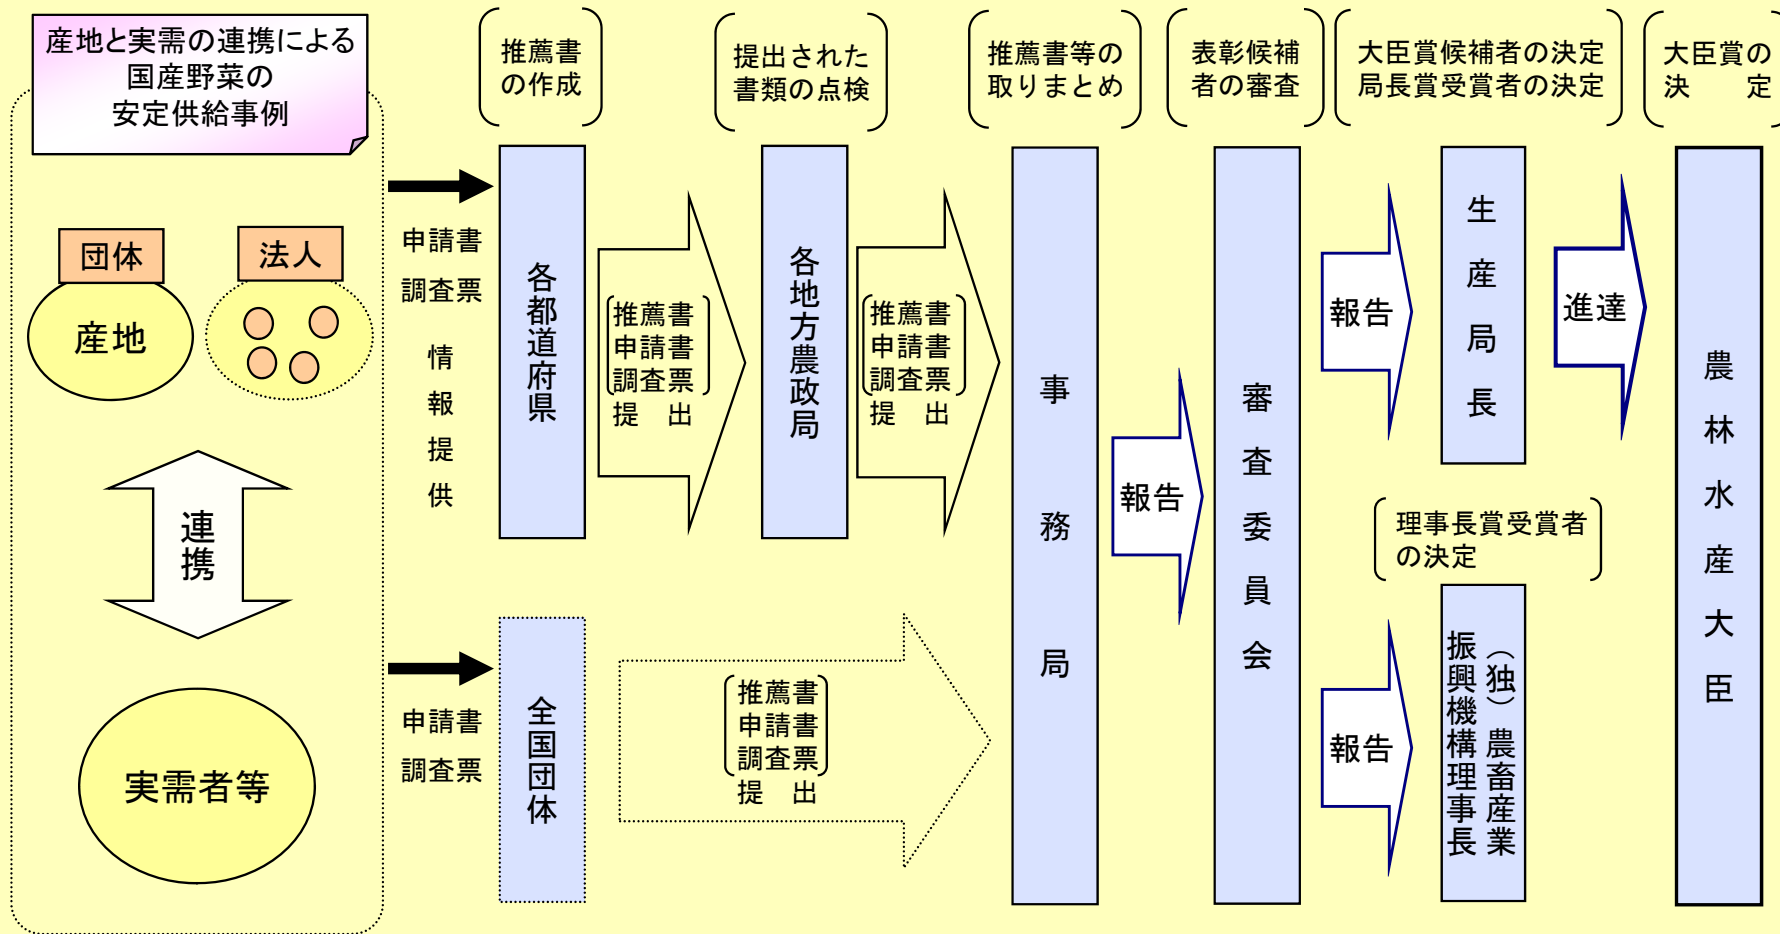 産地と実需の連携による
国産野菜の
安定供給事例
団体
産地
法人
連携
実需者等
申請書
調査票
情報提供
申請書
調査票
推薦書
の作成
各都道府県
全国団体
推薦書
申請書
調査票
提 出
推薦書
申請書
調査票
提 出
提出された
書類の点検
各地方農政局
推薦書
申請書
調査票
提 出
推薦書等の
取りまとめ
事務局
報告
表彰候補
者の審査
審査委員会
報告
報告
大臣賞候補者の決定
局長賞受賞者の決定
生産局長
理事長賞受賞者
の決定
（独）農畜産業
振興機構理事長
進達
大臣賞の
決 定
農林水産大臣